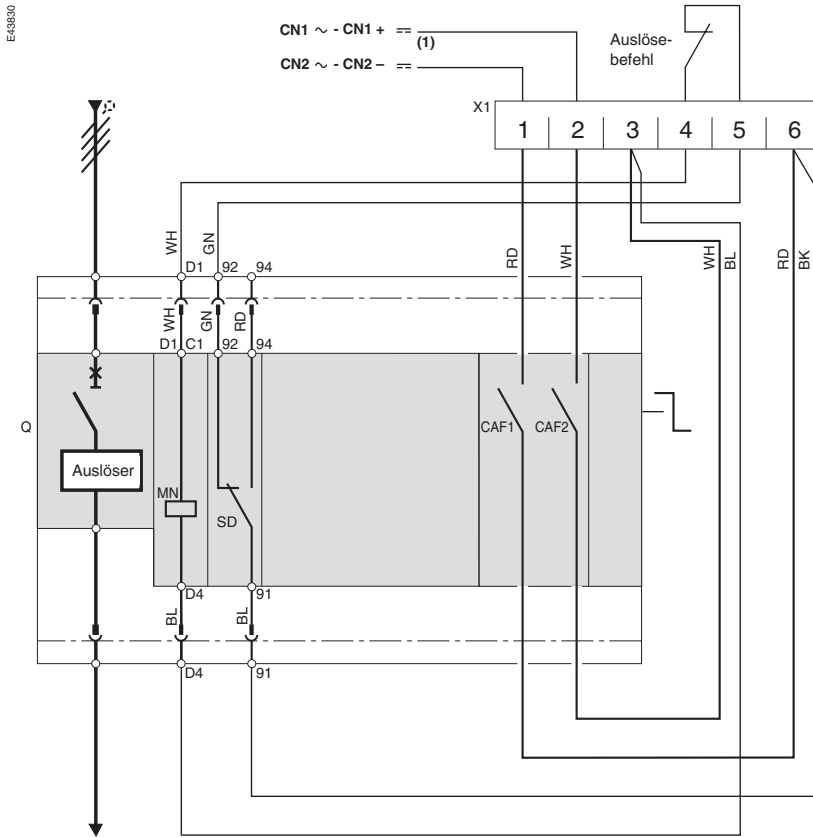 E43830
CN1 ~ - CN1 + ⎓
(1)
CN2 ~ - CN2 – ⎓
Auslöse-
befehl
X1
1 2 3 4 5 6
WH GN RD WH WH BL RD BK
D1 92 94
WH GN RD
D1 C1 92 94
Q
CAF1 CAF2
Auslöser
MN
SD
D4 91
BL BL
D4 91